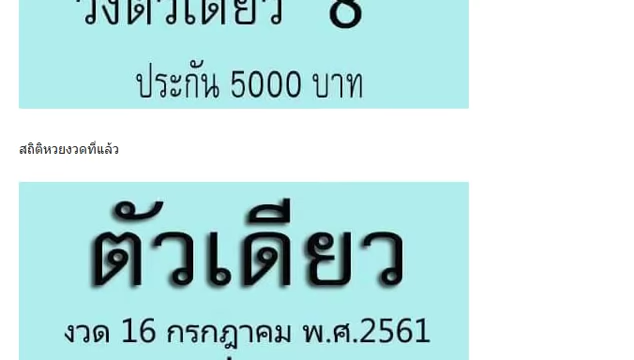 วิ่งตัวเดียว 8
ประกัน 5000 บาท
สถิติหวยงวดที่แล้ว
ตัวเดียว
งวด 16 กรกฎาคม พ.ศ.2561